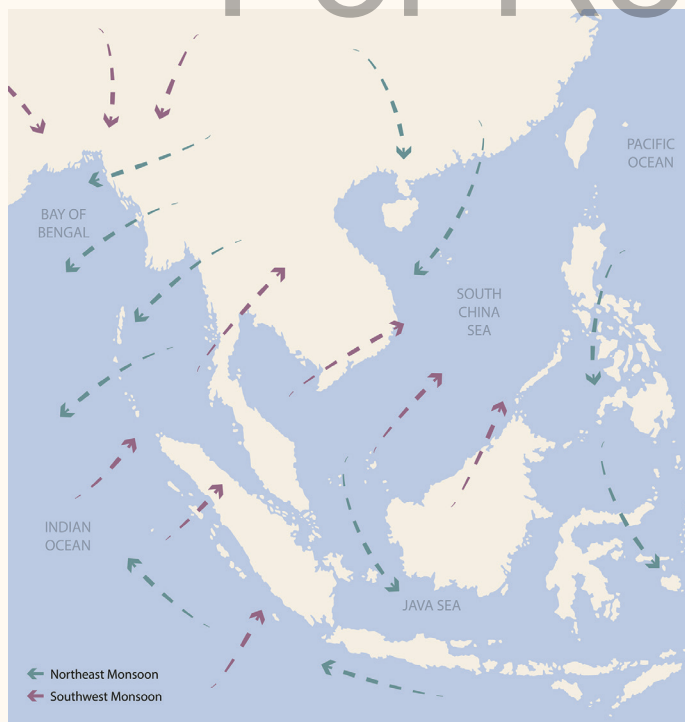 PACIFIC
OCEAN
BAY OF
BENGAL
SOUTH
CHINA
SEA
INDIAN
OCEAN
JAVA SEA
Northeast Monsoon
Southwest Monsoon